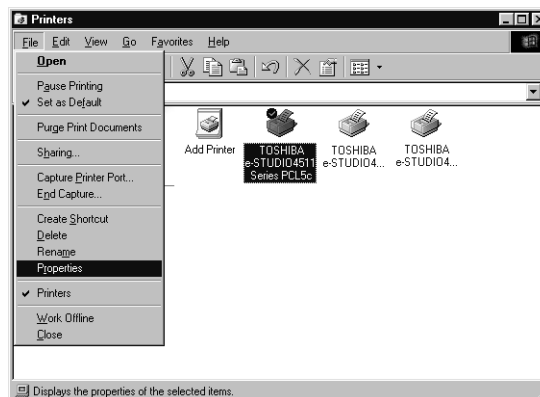 Printers
File Edit View Go Favorites Help
Open
Pause Printing
Set as Default
Purge Print Documents
Sharing...
Capture Printer Port...
End Capture...
Create Shortcut
Delete
Rename
Properties
Printers
Work Offline
Close
Add Printer
TOSHIBA
e-STUDIO4511
Series PCL5c
TOSHIBA
e-STUDIO4...
TOSHIBA
e-STUDIO4...
Displays the properties of the selected items.